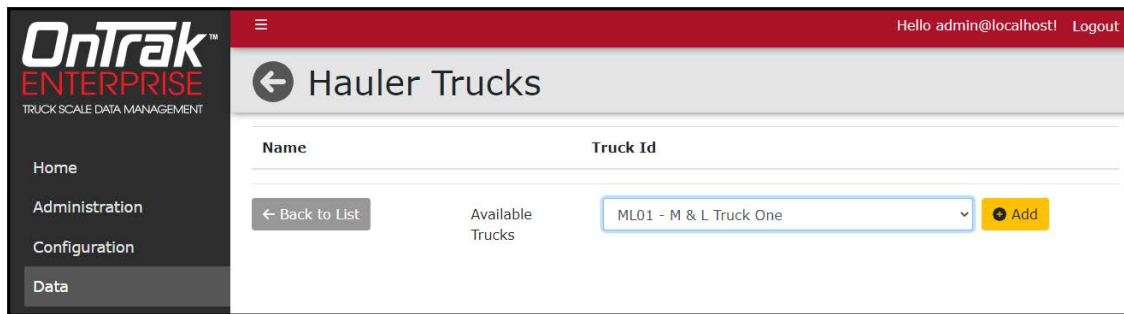 OnTrak™
ENTERPRISE
TRUCK SCALE DATA MANAGEMENT
Home
Administration
Configuration
Data
Hello admin@localhost! Logout
Hauler Trucks
Name Truck Id
← Back to List
Available
Trucks
ML01 - M & L Truck One
Add